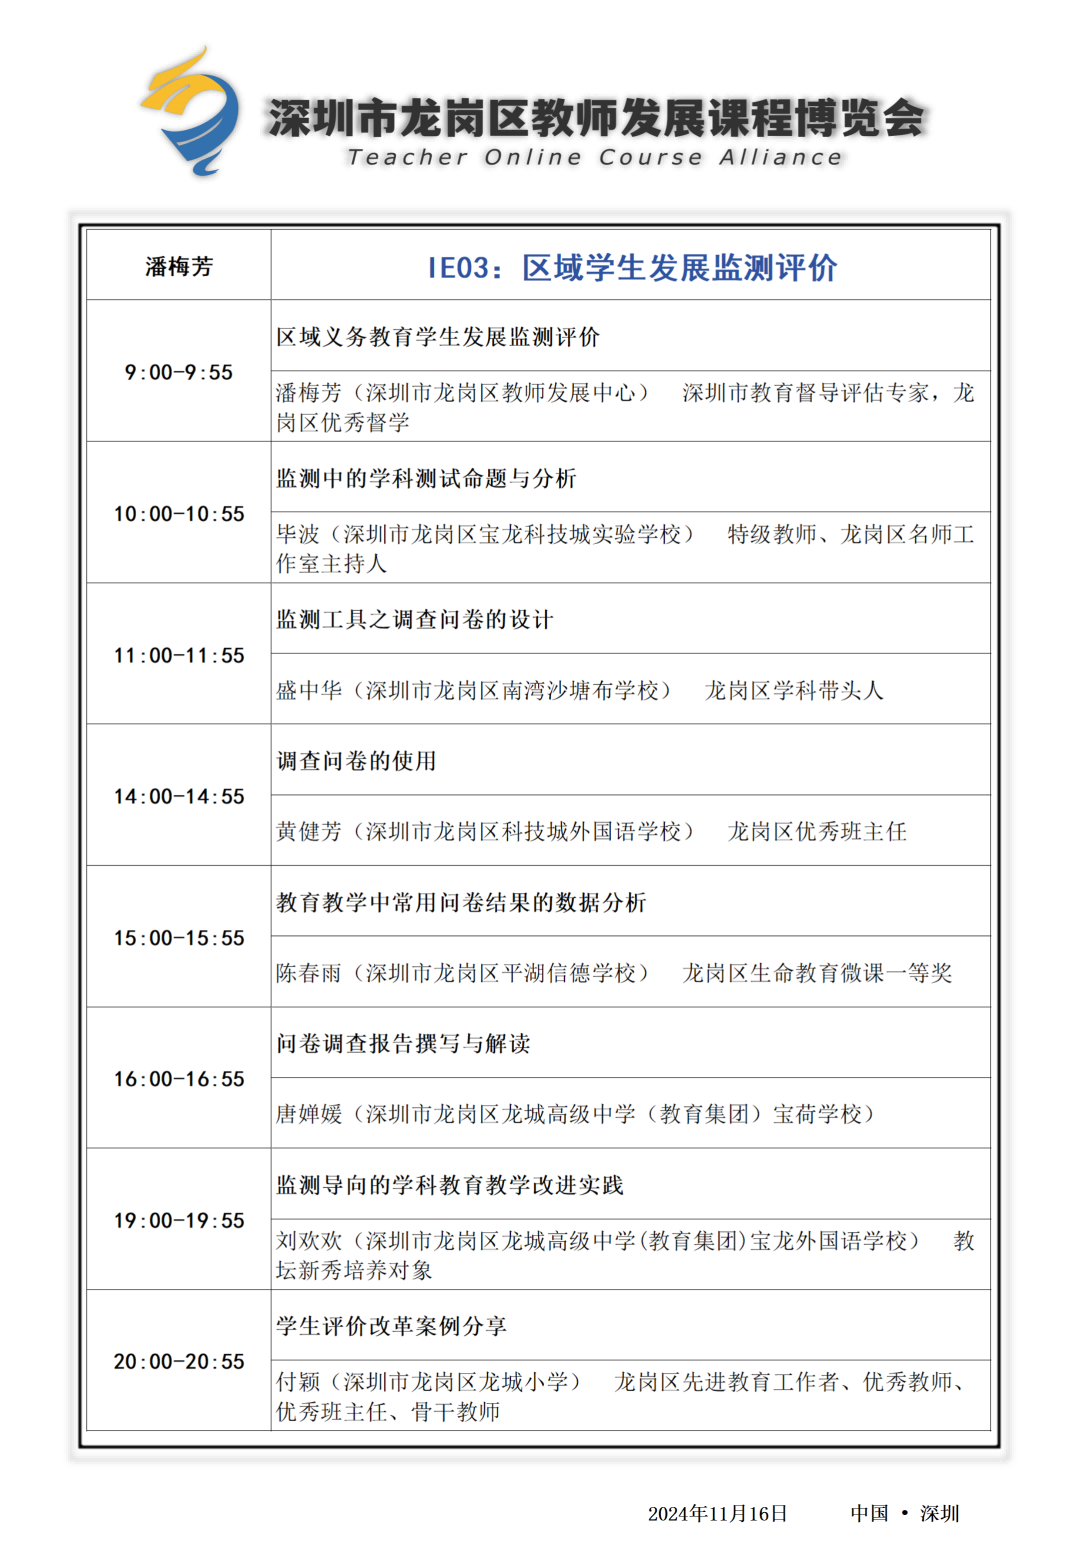 深圳市龙岗区教师发展课程博览会
Teacher Online Course Alliance
潘梅芳
IE03：区域学生发展监测评价
9:00-9:55
区域义务教育学生发展监测评价
潘梅芳（深圳市龙岗区教师发展中心） 深圳市教育督导评估专家，龙
岗区优秀督学
10:00-10:55
监测中的学科测试命题与分析
毕波（深圳市龙岗区宝龙科技城实验学校） 特级教师、龙岗区名师工
作室主持人
11:00-11:55
监测工具之调查问卷的设计
盛中华（深圳市龙岗区南湾沙塘布学校） 龙岗区学科带头人
14:00-14:55
调查问卷的使用
黄健芳（深圳市龙岗区科技城外国语学校） 龙岗区优秀班主任
15:00-15:55
教育教学中常用问卷结果的数据分析
陈春雨（深圳市龙岗区平湖信德学校） 龙岗区生命教育微课一等奖
16:00-16:55
问卷调查报告撰写与解读
唐婵媛（深圳市龙岗区龙城高级中学（教育集团）宝荷学校）
19:00-19:55
监测导向的学科教育教学改进实践
刘欢欢（深圳市龙岗区龙城高级中学(教育集团)宝龙外国语学校） 教
坛新秀培养对象
20:00-20:55
学生评价改革案例分享
付颖（深圳市龙岗区龙城小学） 龙岗区先进教育工作者、优秀教师、
优秀班主任、骨干教师
2024年11月16日 中国 • 深圳